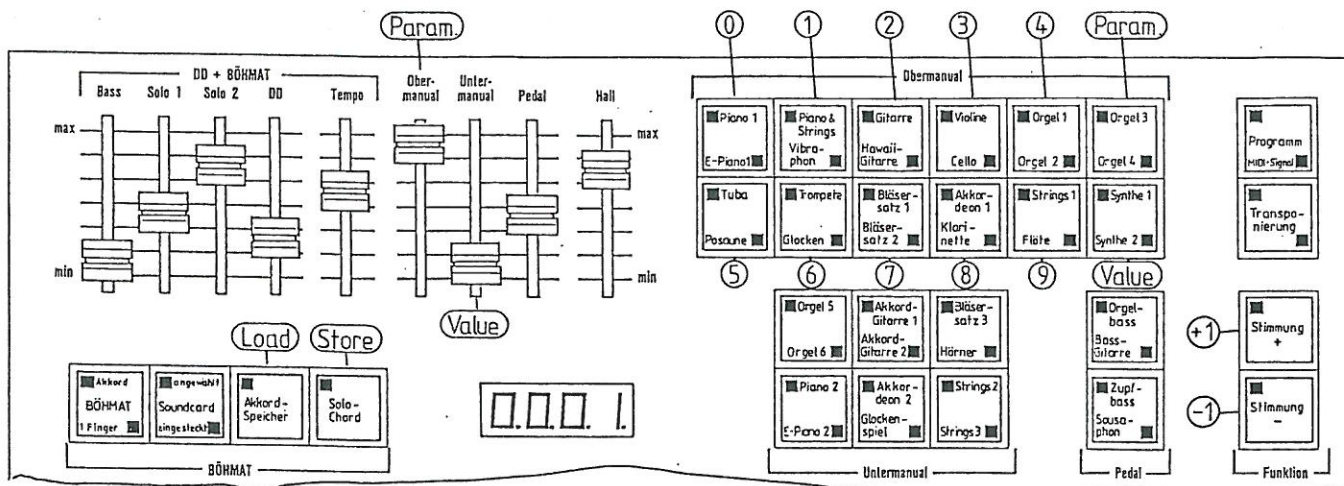 Param.
0
1
2
3
4
Param.
DD + BÖHMAT
Bass
Solo 1
Solo 2
DD
Tempo
Ober-
manual
Unter-
manual
Pedal
Hall
max
min
max
min
Value
Obermanual
Piano 1
E-Piano1
Piano &
Strings
Vibra-
phon
Gitarre
Hawaii-
Gitarre
Violine
Cello
Orgel 1
Orgel 2
Orgel 3
Orgel 4
Programm
MIDI-Signal
Tuba
Posaune
Trompete
Glocken
Bläser-
satz 1
Bläser-
satz 2
Akkor-
deon 1
Klari-
nette
Strings 1
Flöte
Synthe 1
Synthe 2
Transpo-
nierung
5
6
7
8
9
Value
Load
Store
Akkord
BÖHMAT
1 Finger
angewählt
Soundcard
eingesteckt
Akkord-
Speicher
Solo-
Chord
BÖHMAT
0.0.0.1.
Orgel 5
Orgel 6
Akkord-
Gitarre 1
Akkord-
Gitarre 2
Bläser-
satz 3
Hörner
Orgel-
bass
Bass-
Gitarre
+1
Stimmung
+
Piano 2
E-Piano 2
Akkor-
deon 2
Glocken-
spiel
Strings 2
Strings 3
Zupf-
bass
Sousa-
phon
-1
Stimmung
-
Untermanual
Pedal
Funktion